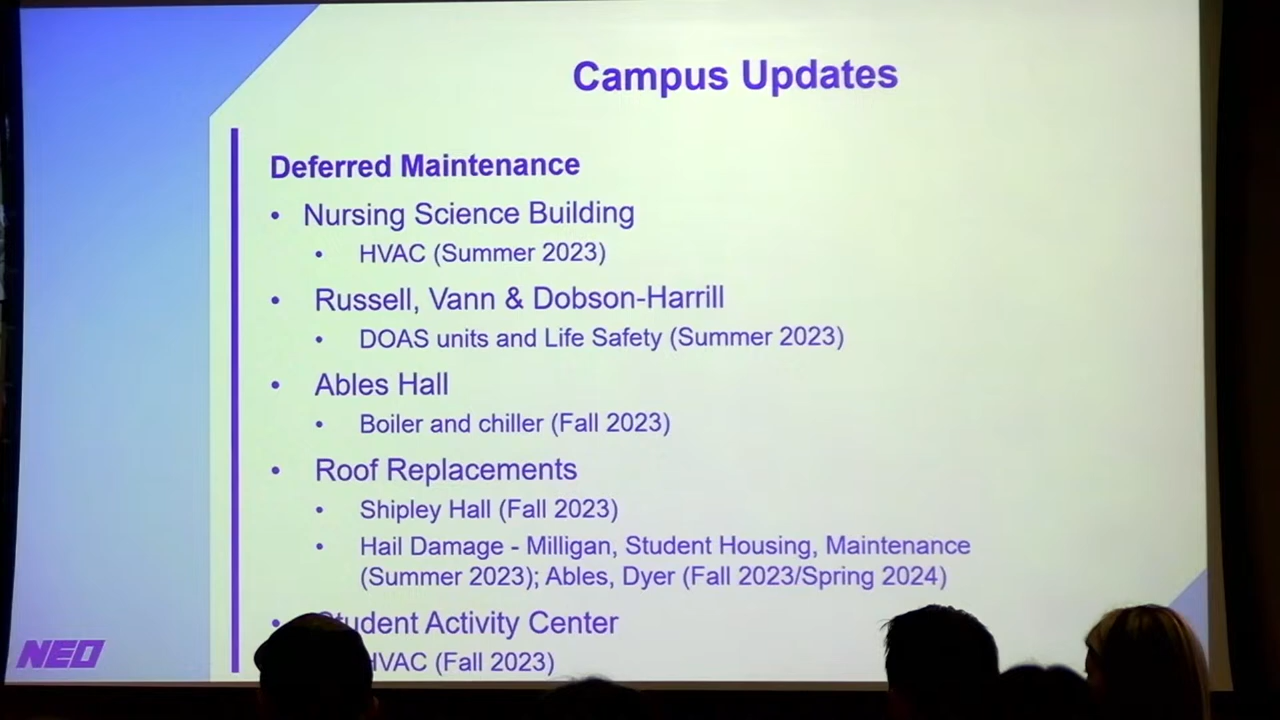 Campus Updates
Deferred Maintenance
• Nursing Science Building
• HVAC (Summer 2023)
• Russell, Vann & Dobson-Harrill
• DOAS units and Life Safety (Summer 2023)
• Ables Hall
• Boiler and chiller (Fall 2023)
• Roof Replacements
• Shipley Hall (Fall 2023)
• Hail Damage - Milligan, Student Housing, Maintenance
(Summer 2023); Ables, Dyer (Fall 2023/Spring 2024)
• Student Activity Center
HVAC (Fall 2023)
NEO